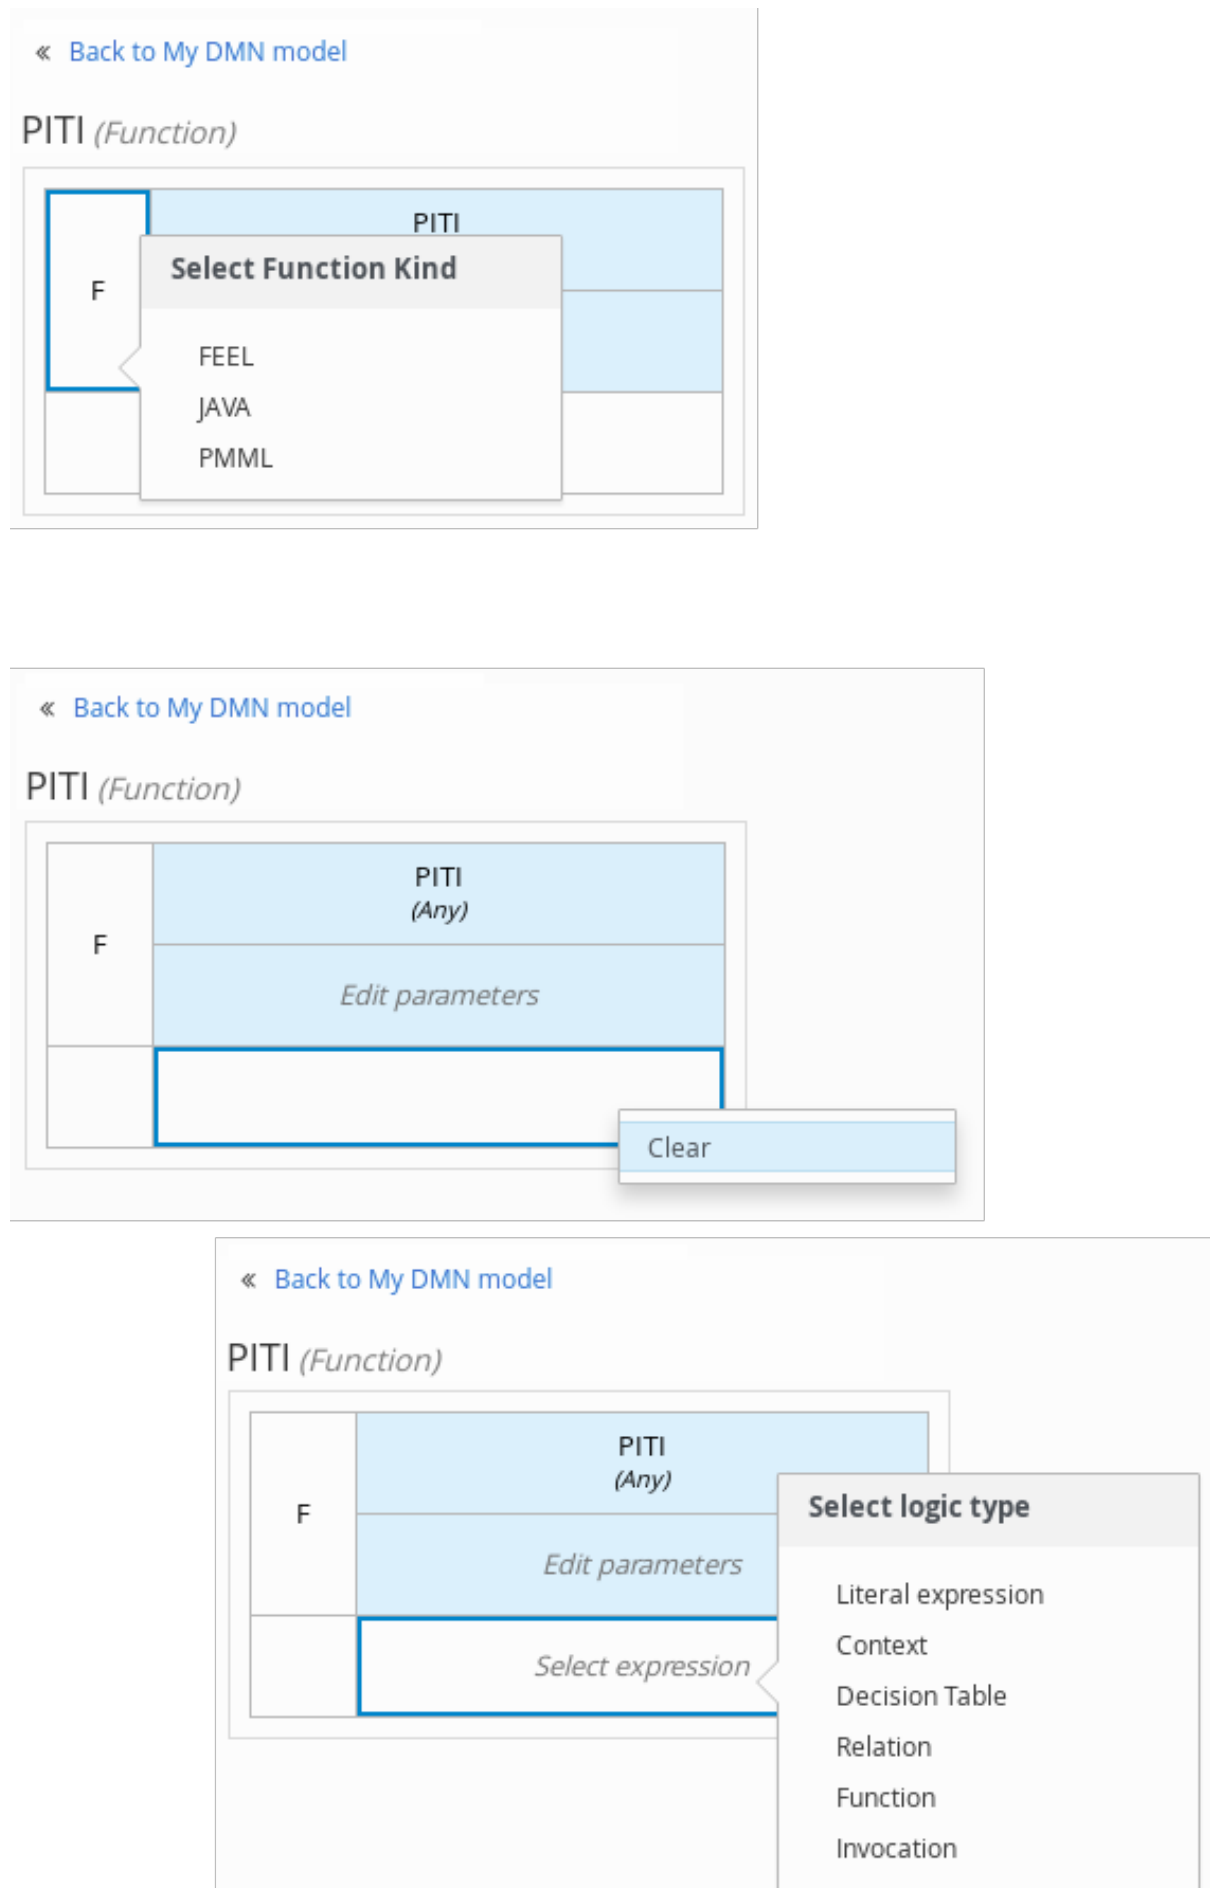 « Back to My DMN model
PITI (Function)
PITI
F
Select Function Kind
FEEL
JAVA
PMML
« Back to My DMN model
PITI (Function)
PITI
(Any)
F
Edit parameters
Clear
« Back to My DMN model
PITI (Function)
PITI
(Any)
F
Edit parameters
Select expression
Select logic type
Literal expression
Context
Decision Table
Relation
Function
Invocation